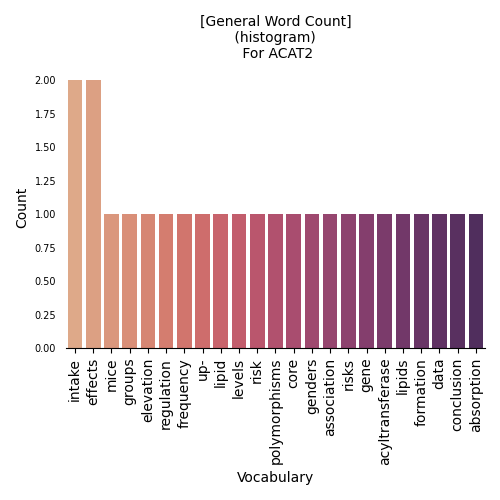 [General Word Count]
(histogram)
For ACAT2
Count
2.00
1.75
1.50
1.25
1.00
0.75
0.50
0.25
0.00
intake
effects
mice
groups
elevation
regulation
frequency
up-
lipid
levels
risk
polymorphisms
core
genders
association
risks
gene
acyltransferase
lipids
formation
data
conclusion
absorption
Vocabulary